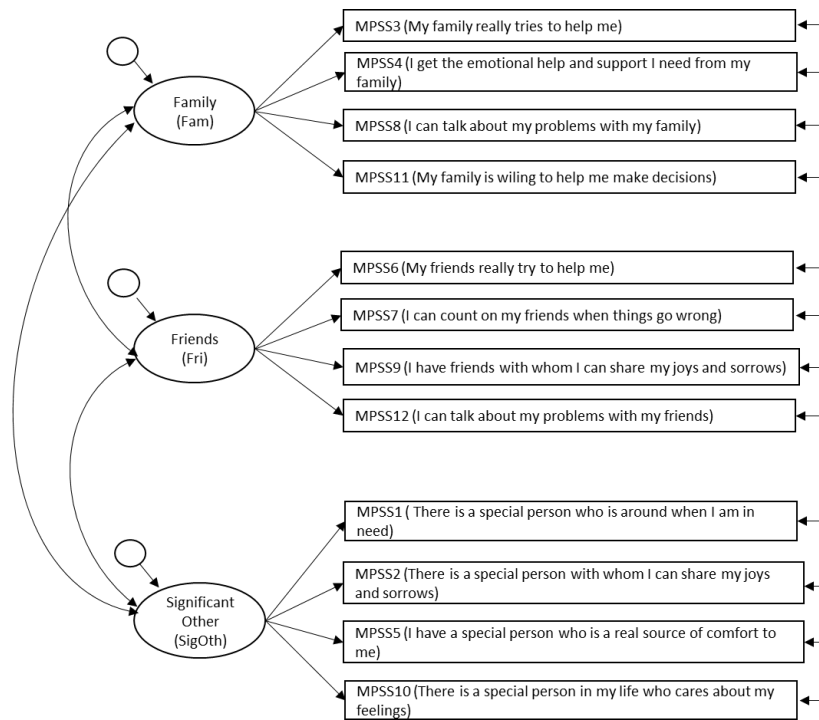 MPSS3 (My family really tries to help me)
MPSS4 (I get the emotional help and support I need from my
family)
Family
(Fam)
MPSS8 (I can talk about my problems with my family)
MPSS11 (My family is wiling to help me make decisions)
MPSS6 (My friends really try to help me)
MPSS7 (I can count on my friends when things go wrong)
Friends
(Fri)
MPSS9 (I have friends with whom I can share my joys and sorrows)
MPSS12 (I can talk about my problems with my friends)
MPSS1 ( There is a special person who is around when I am in
need)
MPSS2 (There is a special person with whom I can share my joys
and sorrows)
Significant
Other
(SigOth)
MPSS5 (I have a special person who is a real source of comfort to
me)
MPSS10 (There is a special person in my life who cares about my
feelings)